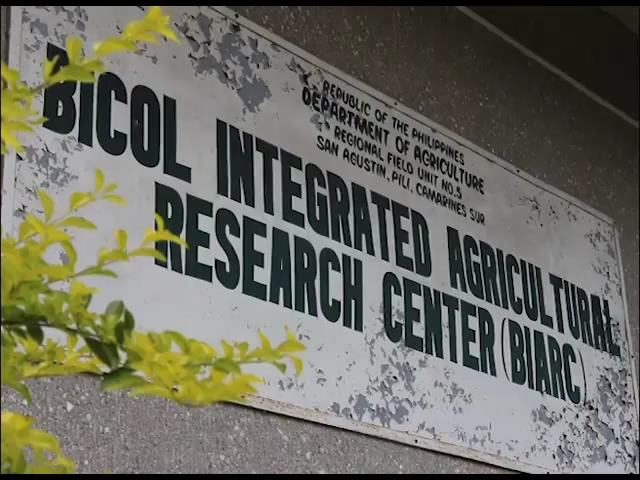 REPUBLIC OF THE PHILIPPINES
DEPARTMENT OF AGRICULTURE
REGIONAL FIELD UNIT NO.5
SAN AGUSTIN, PILI, CAMARINES SUR
BICOL INTEGRATED AGRICULTURAL
RESEARCH CENTER (BIARC)